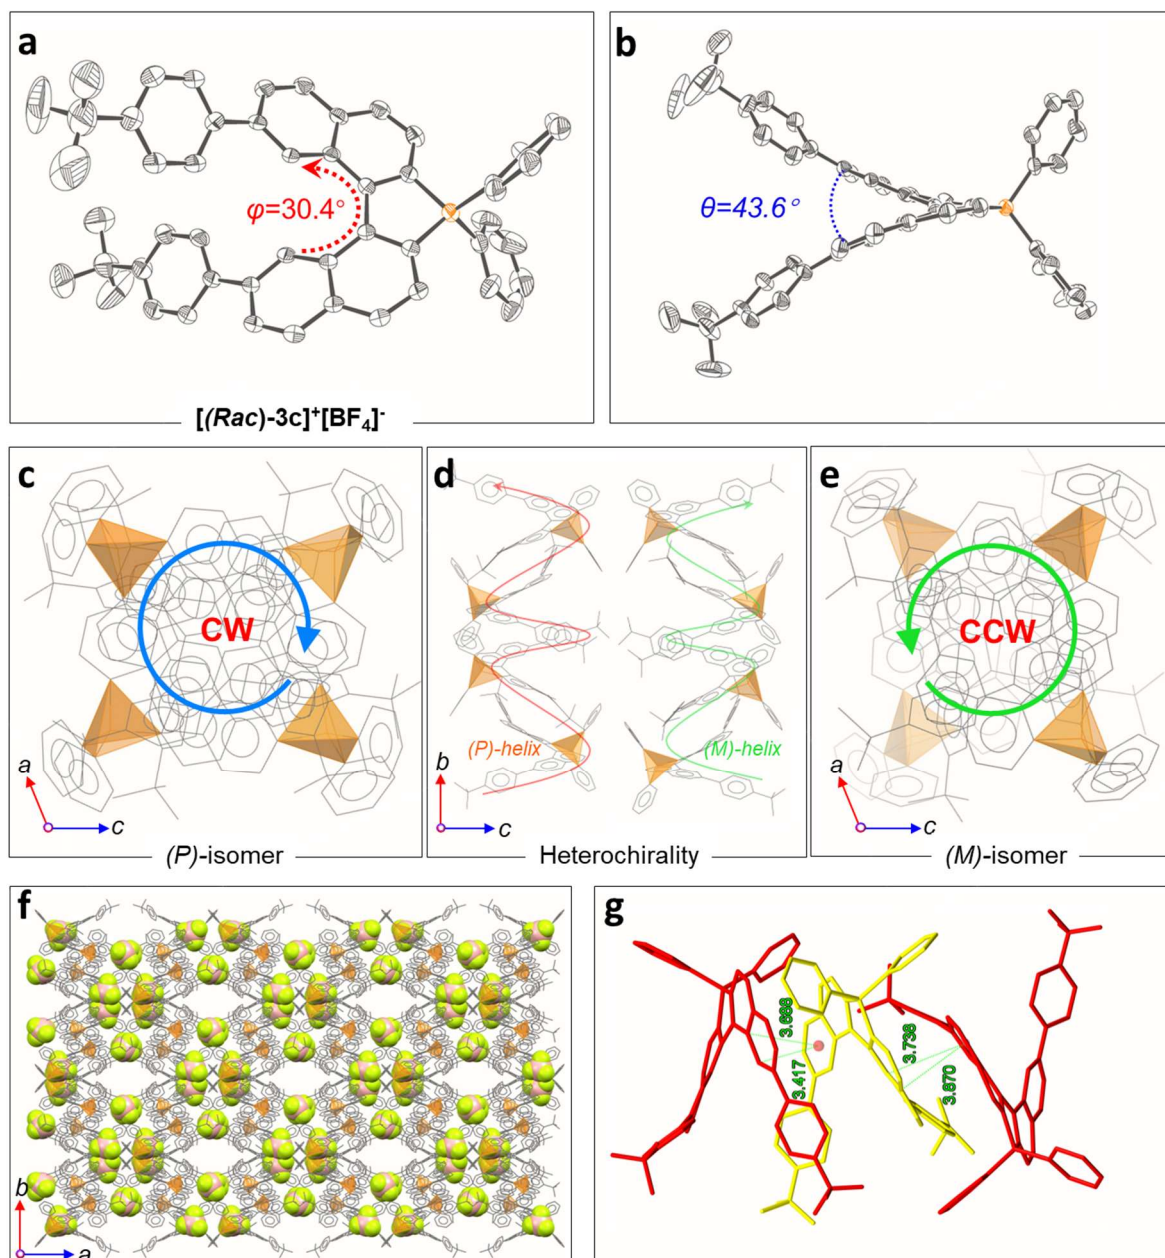 a
φ=30.4°
[(Rac)-3c]⁺[BF₄]⁻
b
θ=43.6°
c
CW
a
c
(P)-isomer
d
(P)-helix
(M)-helix
b
c
Heterochirality
e
CCW
a
c
(M)-isomer
f
b
a
g
3.688
3.417
3.738
3.670